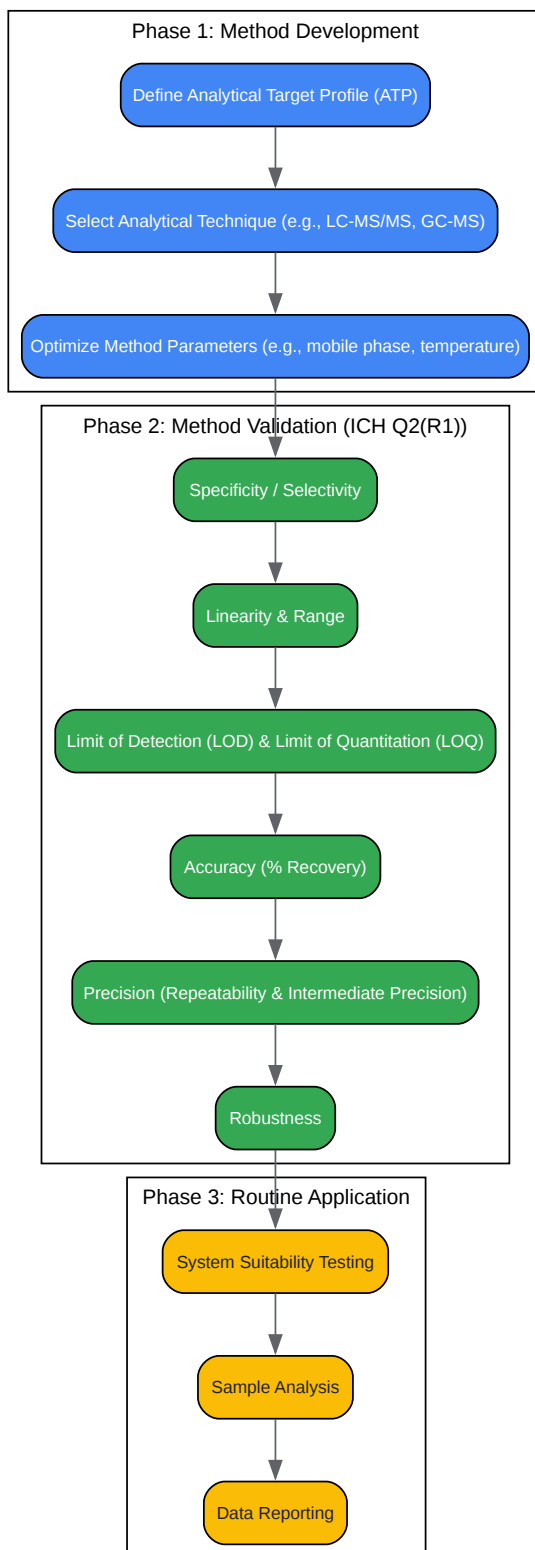 Phase 1: Method Development
Define Analytical Target Profile (ATP)
Select Analytical Technique (e.g., LC-MS/MS, GC-MS)
Optimize Method Parameters (e.g., mobile phase, temperature)
Phase 2: Method Validation (ICH Q2(R1))
Specificity / Selectivity
Linearity & Range
Limit of Detection (LOD) & Limit of Quantitation (LOQ)
Accuracy (% Recovery)
Precision (Repeatability & Intermediate Precision)
Robustness
Phase 3: Routine Application
System Suitability Testing
Sample Analysis
Data Reporting